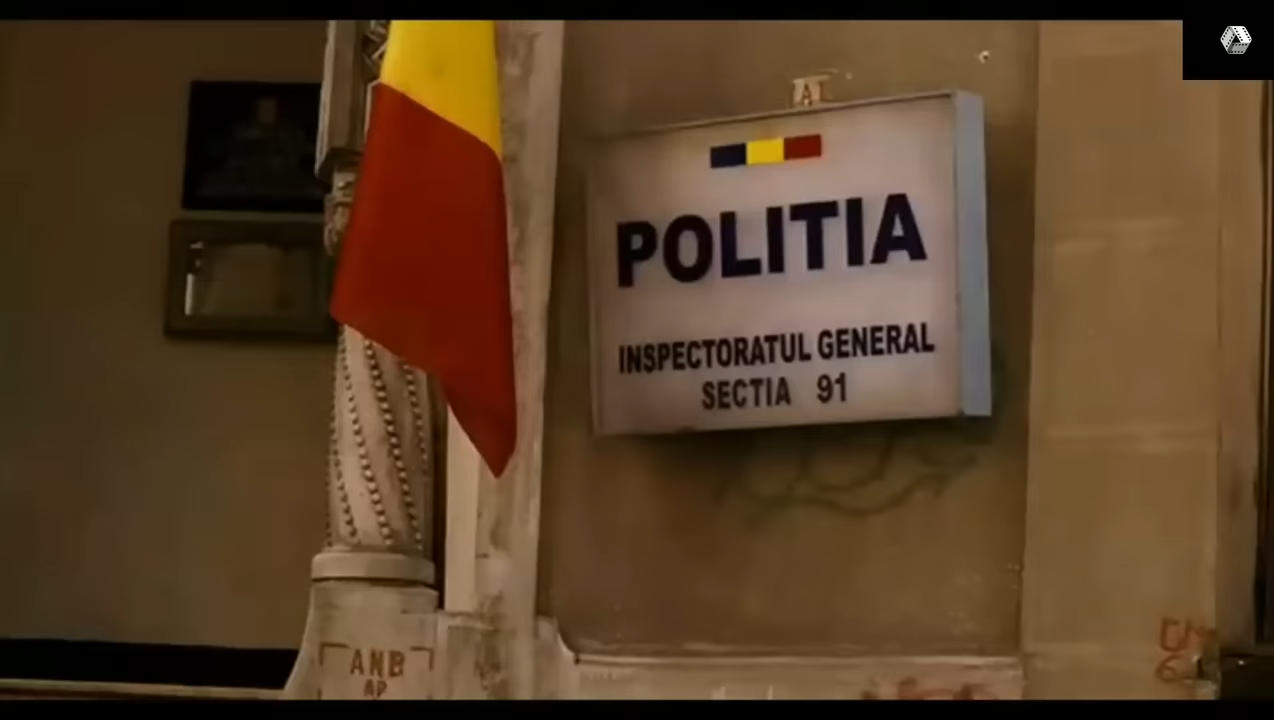 A
POLITIA
INSPECTORATUL GENERAL
SECTIA 91
ANB
AP